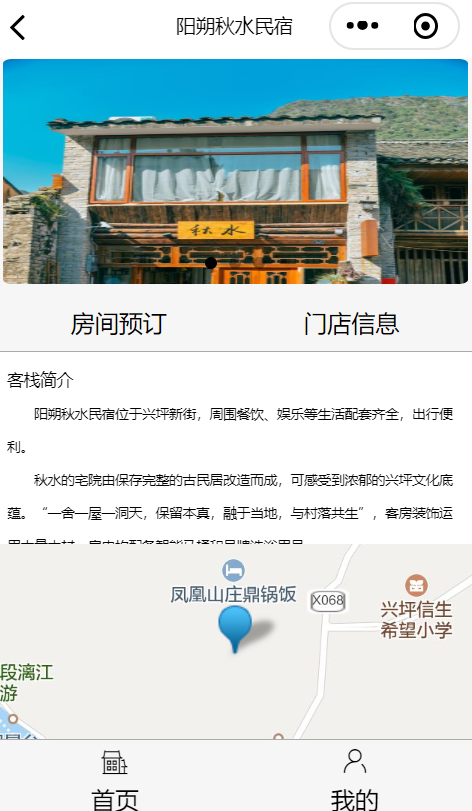 阳朔秋水民宿
秋水
房间预订
门店信息
客栈简介
阳朔秋水民宿位于兴坪新街，周围餐饮、娱乐等生活配套齐全，出行便
利。
秋水的宅院由保存完整的古民居改造而成，可感受到浓郁的兴坪文化底
蕴。“一舍一屋一洞天，保留本真，融于当地，与村落共生”，客房装饰运
凤凰山庄鼎锅饭
X068
兴坪信生
希望小学
段漓江
游
首页
我的